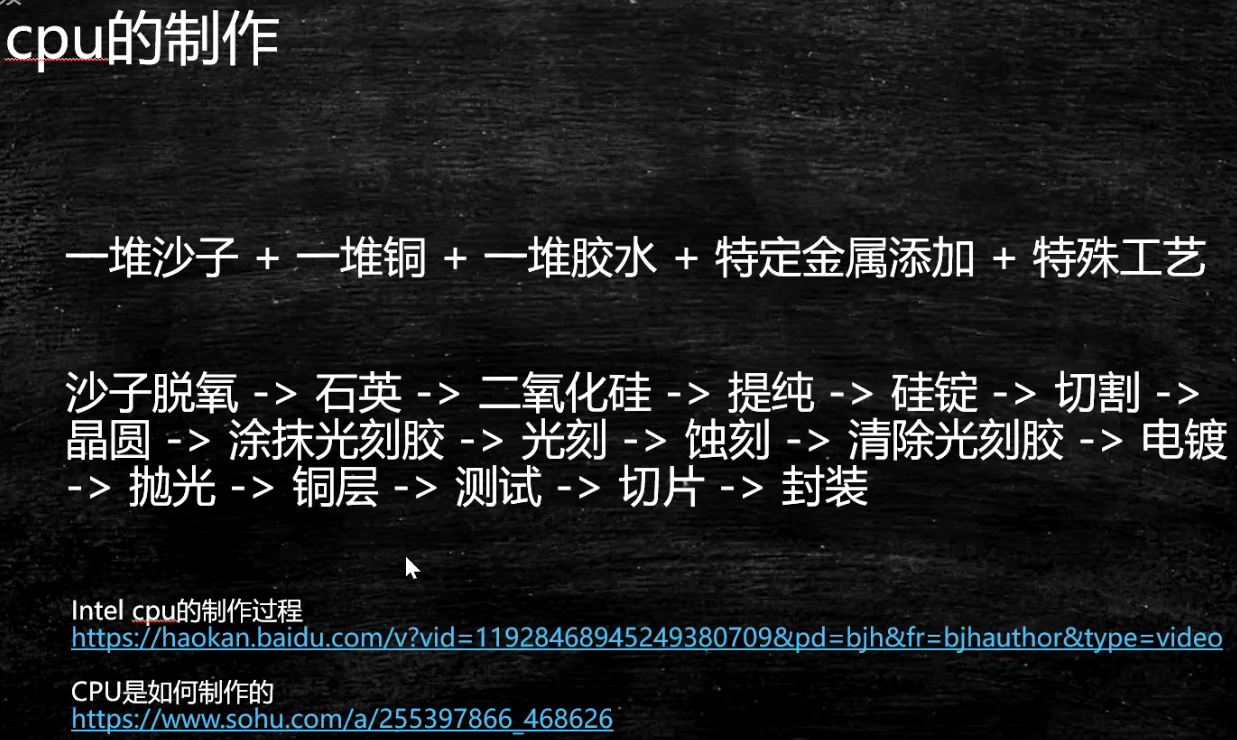 cpu的制作
一堆沙子 + 一堆铜 + 一堆胶水 + 特定金属添加 + 特殊工艺
沙子脱氧 -> 石英 -> 二氧化硅 -> 提纯 -> 硅锭 -> 切割 ->
晶圆 -> 涂抹光刻胶 -> 光刻 -> 蚀刻 -> 清除光刻胶 -> 电镀
-> 抛光 -> 铜层 -> 测试 -> 切片 -> 封装
Intel cpu的制作过程
https://haokan.baidu.com/v?vid=11928468945249380709&pd=bjh&fr=bjhauthor&type=video
CPU是如何制作的
https://www.sohu.com/a/255397866_468626